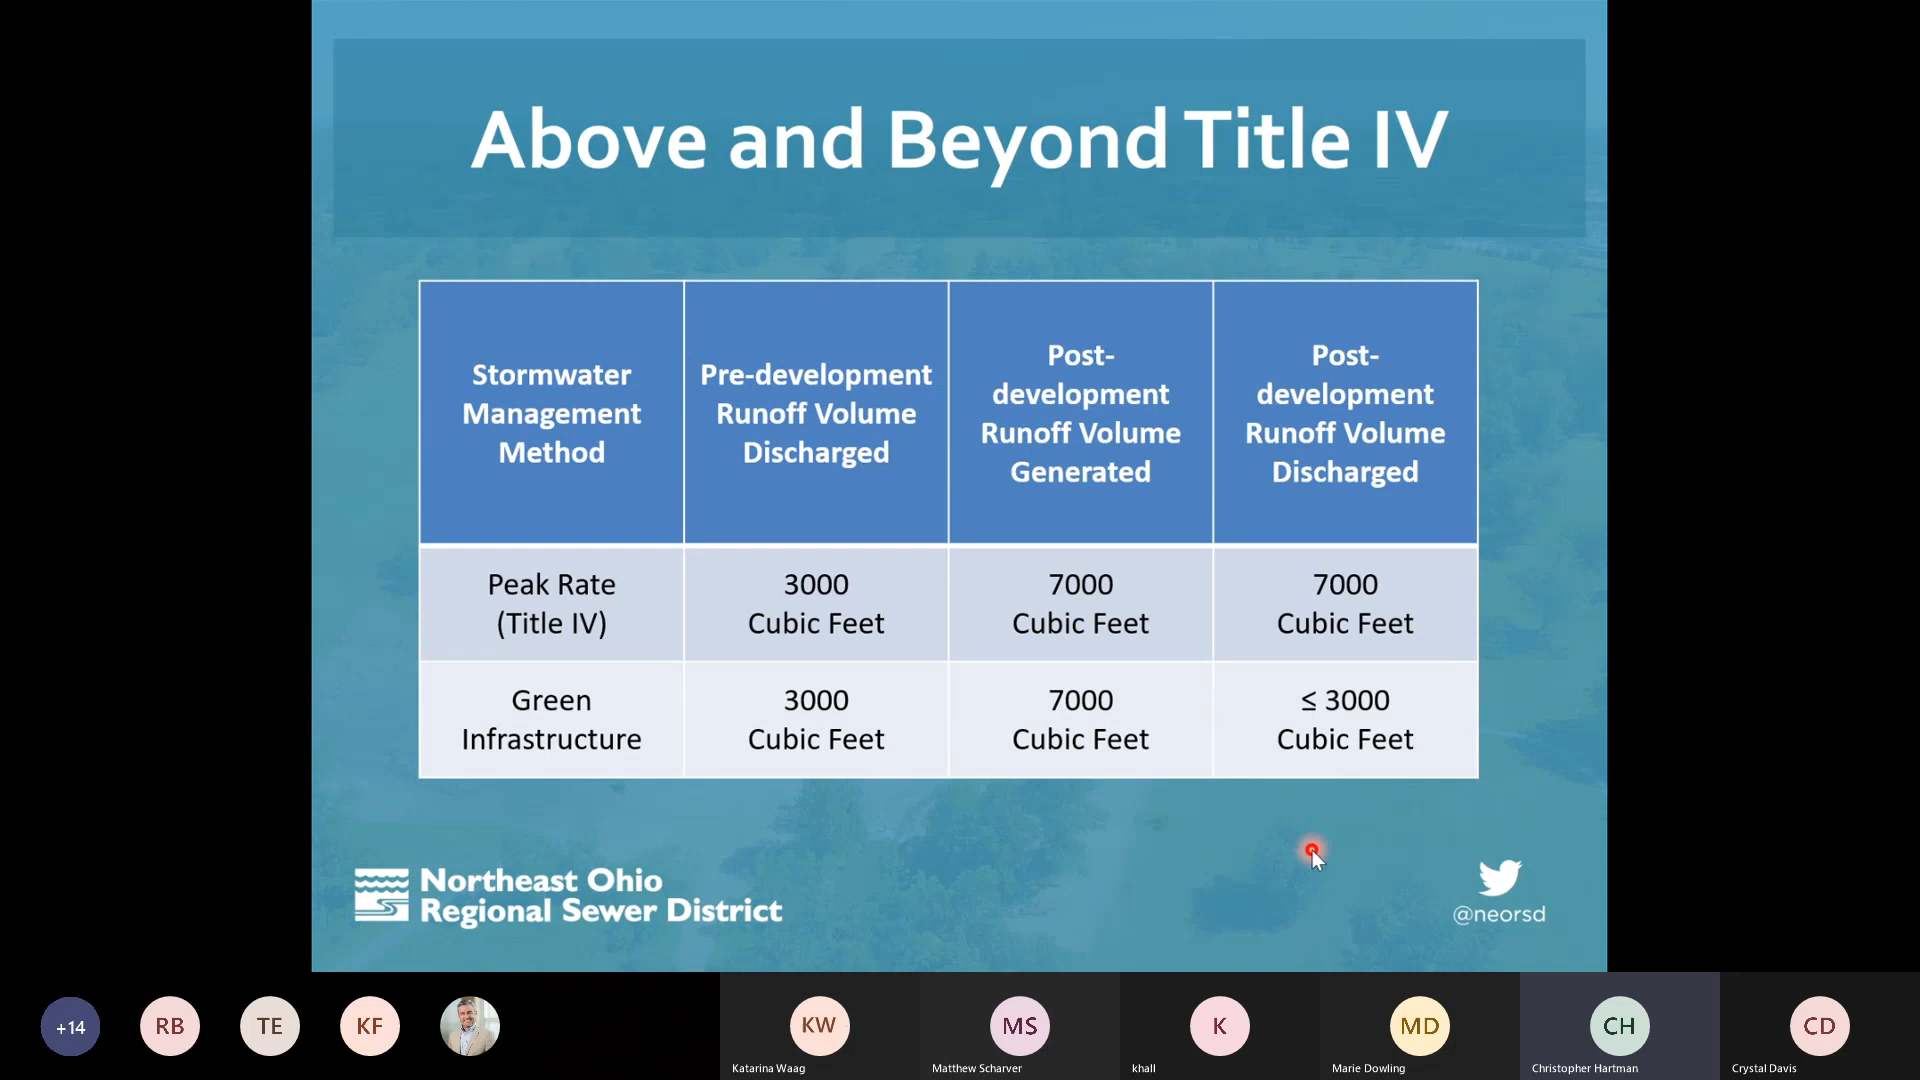 Above and Beyond Title IV
Stormwater
Management
Method
Pre-development
Runoff Volume
Discharged
Post-
development
Runoff Volume
Generated
Post-
development
Runoff Volume
Discharged
Peak Rate
(Title IV)
3000
Cubic Feet
7000
Cubic Feet
7000
Cubic Feet
Green
Infrastructure
3000
Cubic Feet
7000
Cubic Feet
≤ 3000
Cubic Feet
Northeast Ohio
Regional Sewer District
@neorsd
+14
RB
TE
KF
KW
Katarina Waag
MS
Matthew Scharver
K
khall
MD
Marie Dowling
CH
Christopher Hartman
CD
Crystal Davis